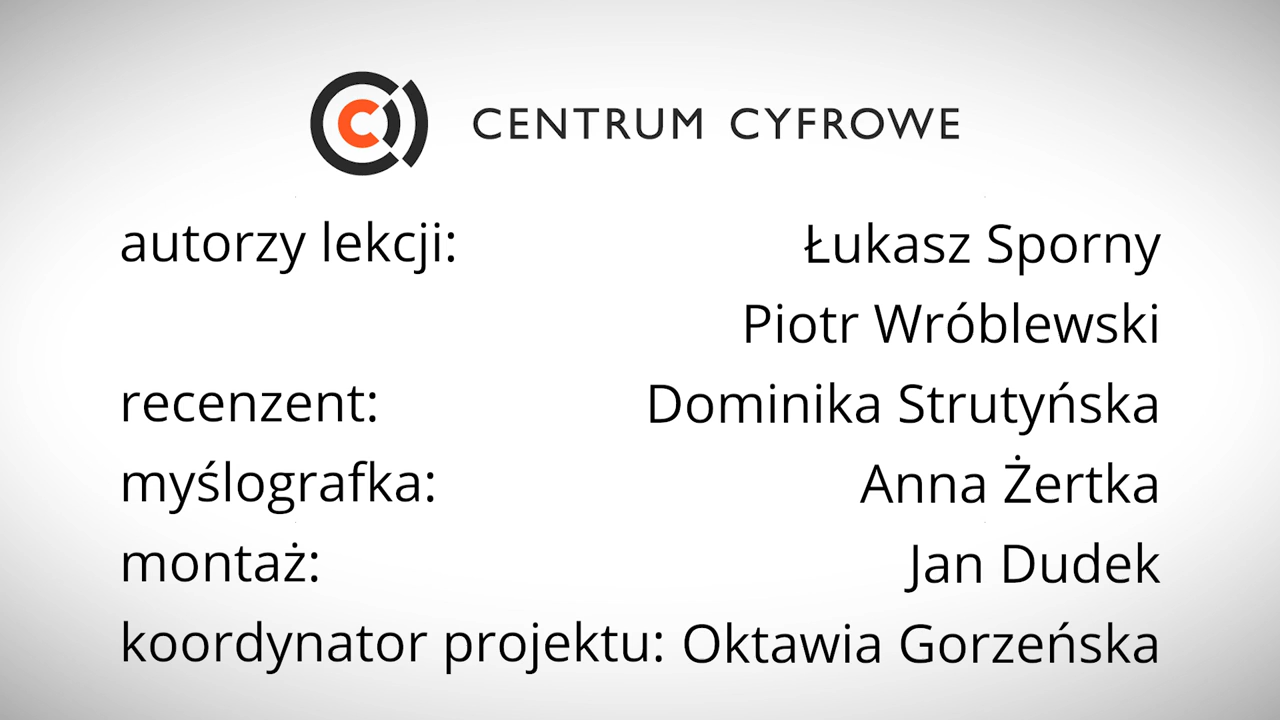 CENTRUM CYFROWE
autorzy lekcji: Łukasz Sporny
Piotr Wróblewski
recenzent: Dominika Strutyńska
myślografka: Anna Żertka
montaż: Jan Dudek
koordynator projektu: Oktawia Gorzeńska